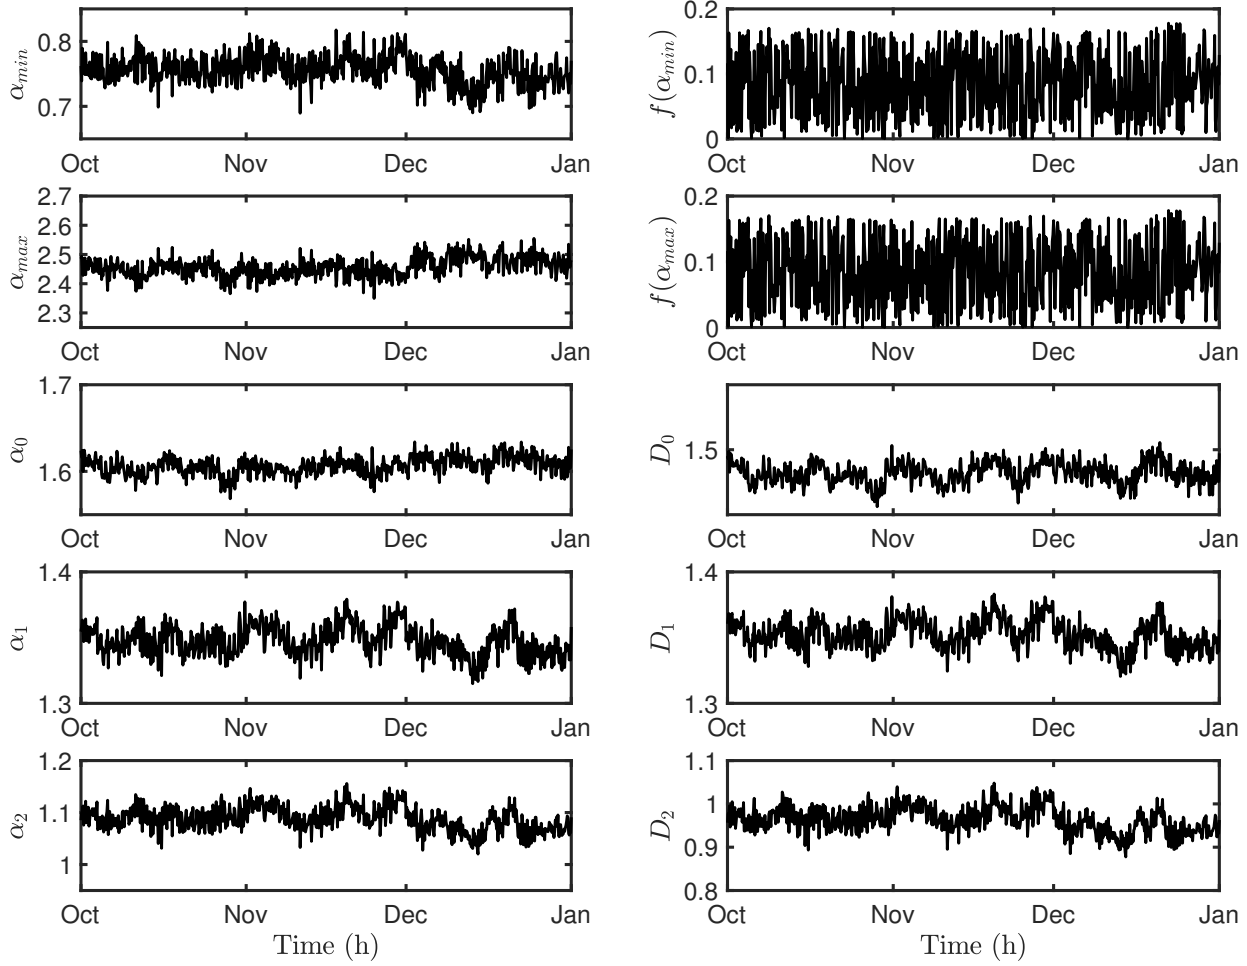 α_min
0.8
0.7
Oct Nov Dec Jan
f(α_min)
0.2
0.1
0
Oct Nov Dec Jan
α_max
2.7
2.6
2.5
2.4
2.3
Oct Nov Dec Jan
f(α_max)
0.2
0.1
0
Oct Nov Dec Jan
α_0
1.7
1.6
Oct Nov Dec Jan
D_0
1.5
Oct Nov Dec Jan
α_1
1.4
1.3
Oct Nov Dec Jan
D_1
1.4
1.3
Oct Nov Dec Jan
α_2
1.2
1.1
1
Oct Nov Dec Jan
Time (h)
D_2
1.1
1
0.9
0.8
Oct Nov Dec Jan
Time (h)